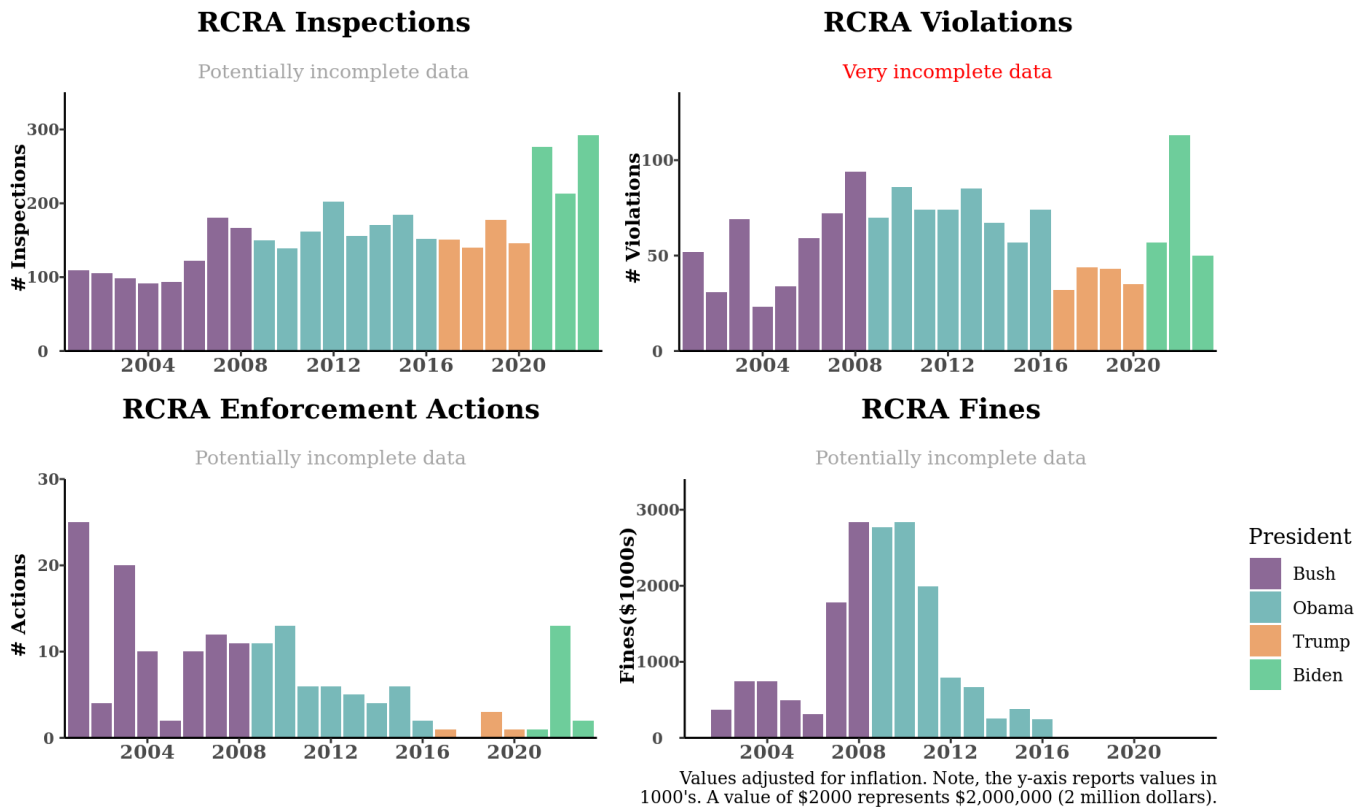 RCRA Inspections
Potentially incomplete data
# Inspections
300
200
100
0
2004 2008 2012 2016 2020
RCRA Violations
Very incomplete data
# Violations
100
50
0
2004 2008 2012 2016 2020
RCRA Enforcement Actions
Potentially incomplete data
# Actions
30
20
10
0
2004 2008 2012 2016 2020
RCRA Fines
Potentially incomplete data
Fines($1000s)
3000
2000
1000
0
2004 2008 2012 2016 2020
President
Bush
Obama
Trump
Biden
Values adjusted for inflation. Note, the y-axis reports values in
1000's. A value of $2000 represents $2,000,000 (2 million dollars).